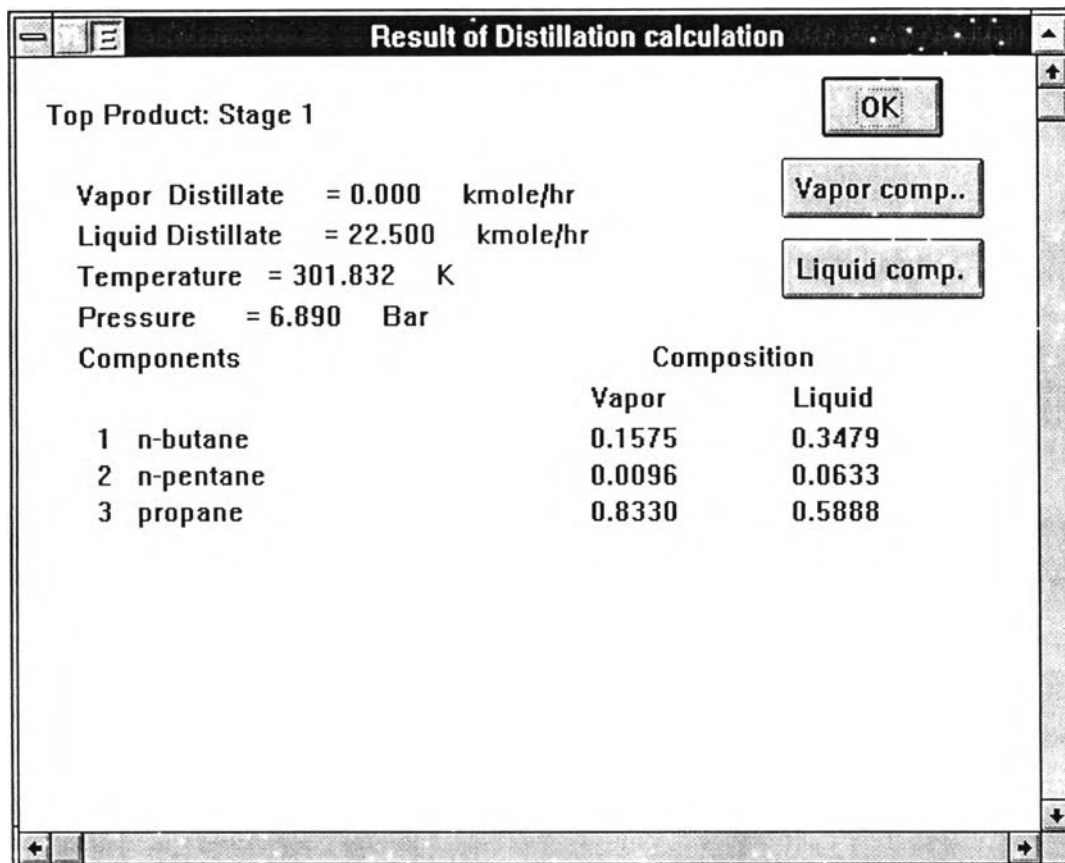 Result of Distillation calculation
OK
Top Product: Stage 1
Vapor comp..
Vapor Distillate = 0.000 kmole/hr
Liquid Distillate = 22.500 kmole/hr
Liquid comp.
Temperature = 301.832 K
Pressure = 6.890 Bar
Components Composition
Vapor Liquid
1 n-butane 0.1575 0.3479
2 n-pentane 0.0096 0.0633
3 propane 0.8330 0.5888